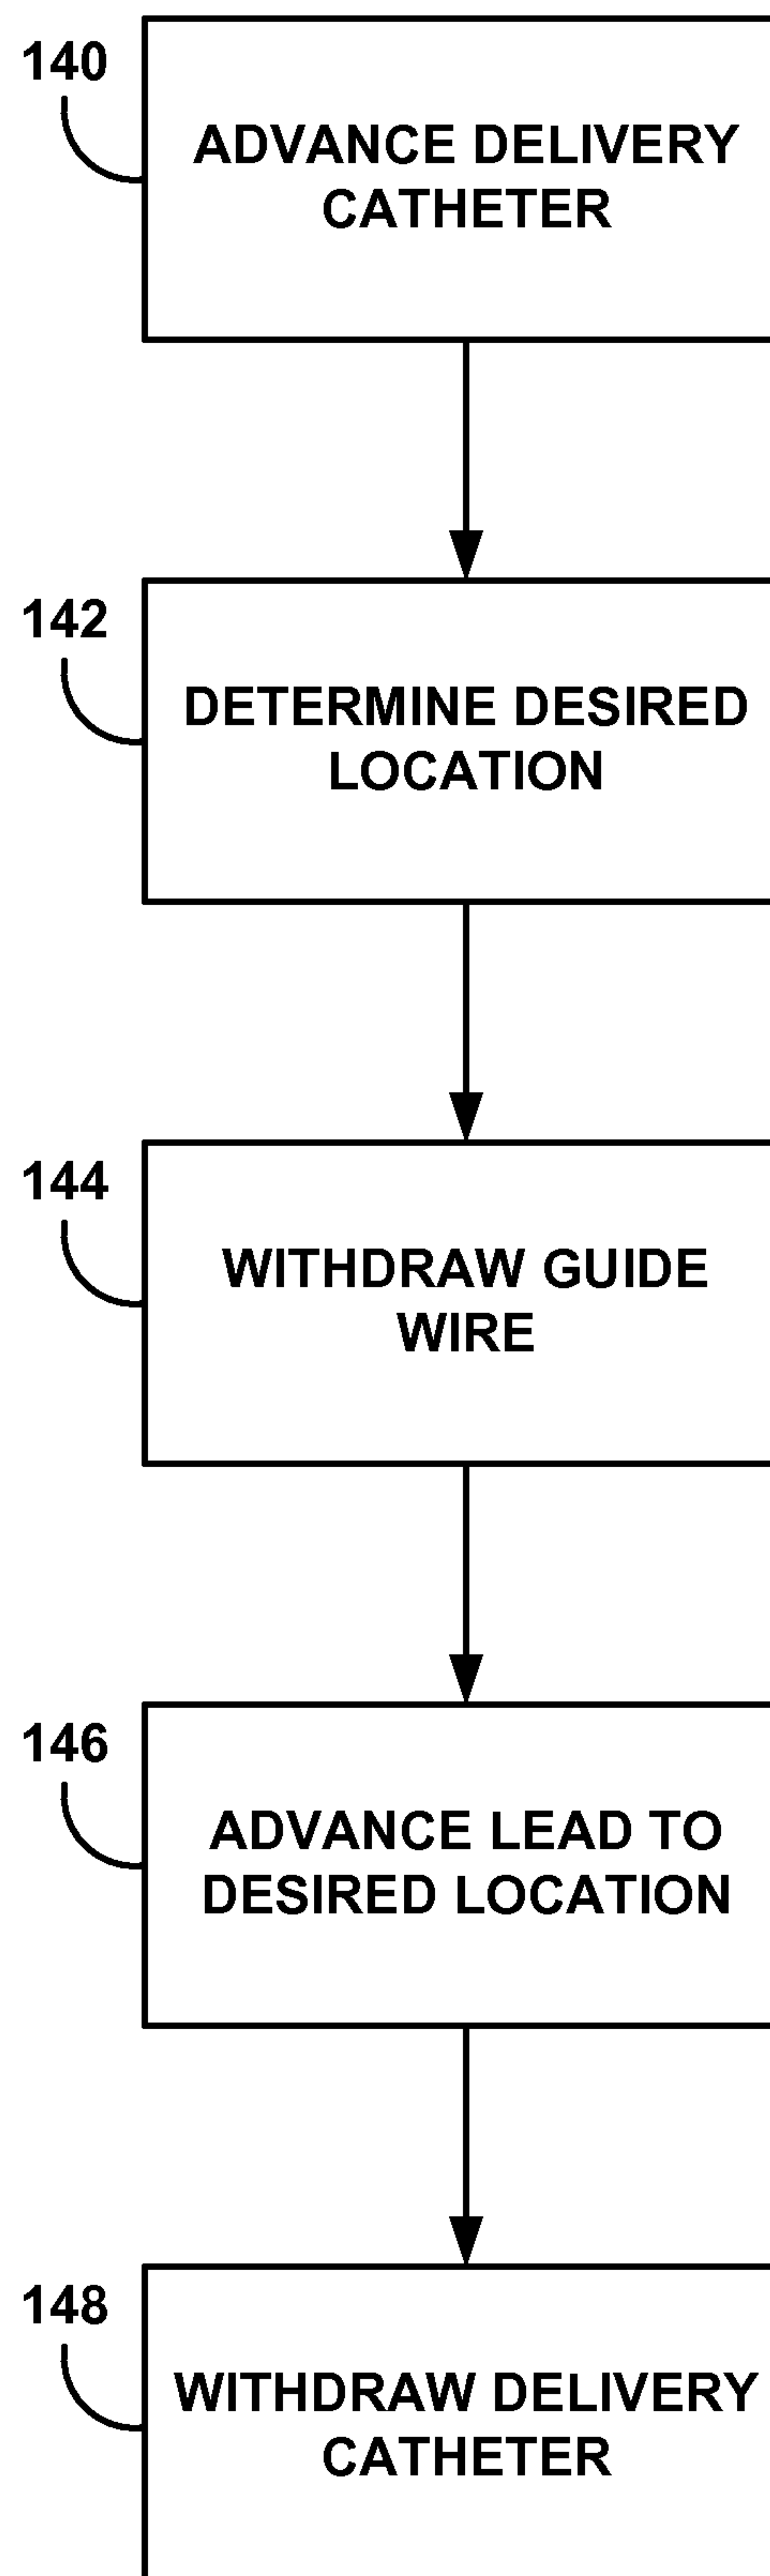 140
ADVANCE DELIVERY
CATHETER
142
DETERMINE DESIRED
LOCATION
144
WITHDRAW GUIDE
WIRE
146
ADVANCE LEAD TO
DESIRED LOCATION
148
WITHDRAW DELIVERY
CATHETER